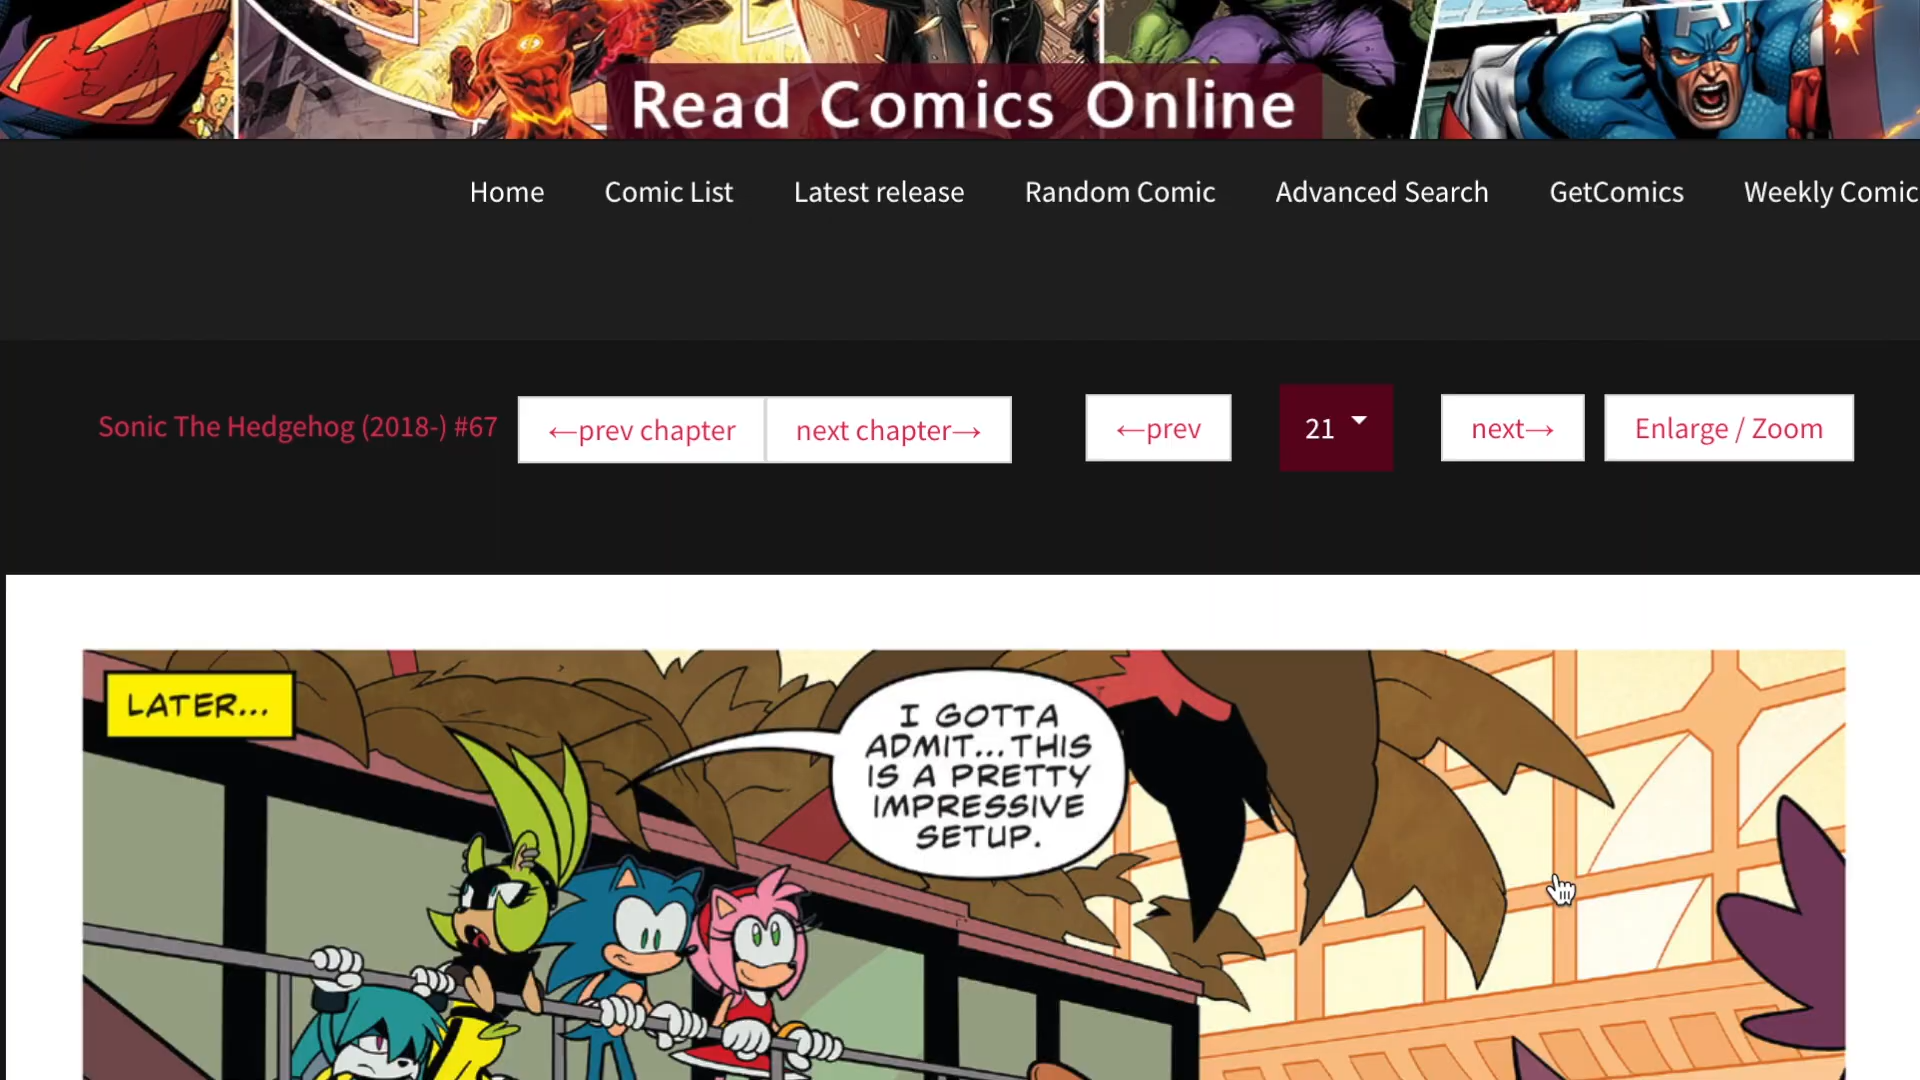 Read Comics Online
Home Comic List Latest release Random Comic Advanced Search GetComics Weekly Comic
Sonic The Hedgehog (2018-) #67 ←prev chapter next chapter→ ←prev 21 next→ Enlarge / Zoom
LATER...
I GOTTA
ADMIT...THIS
IS A PRETTY
IMPRESSIVE
SETUP.